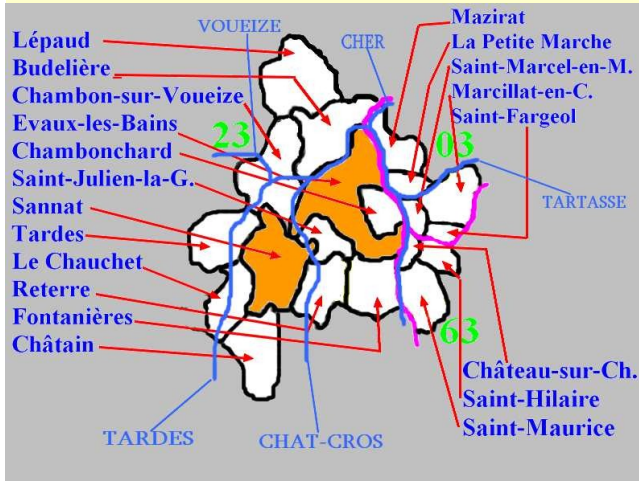 Lépaud
Budelière
Chambon-sur-Voueize
Evaux-les-Bains
Chambonchard
Saint-Julien-la-G.
Sannat
Tardes
Le Chauchet
Reterre
Fontanières
Châtain
VOUEIZE
CHER
23
03
63
TARDES
CHAT-CROS
TARTASSE
Mazirat
La Petite Marche
Saint-Marcel-en-M.
Marcillat-en-C.
Saint-Fargeol
Château-sur-Ch.
Saint-Hilaire
Saint-Maurice